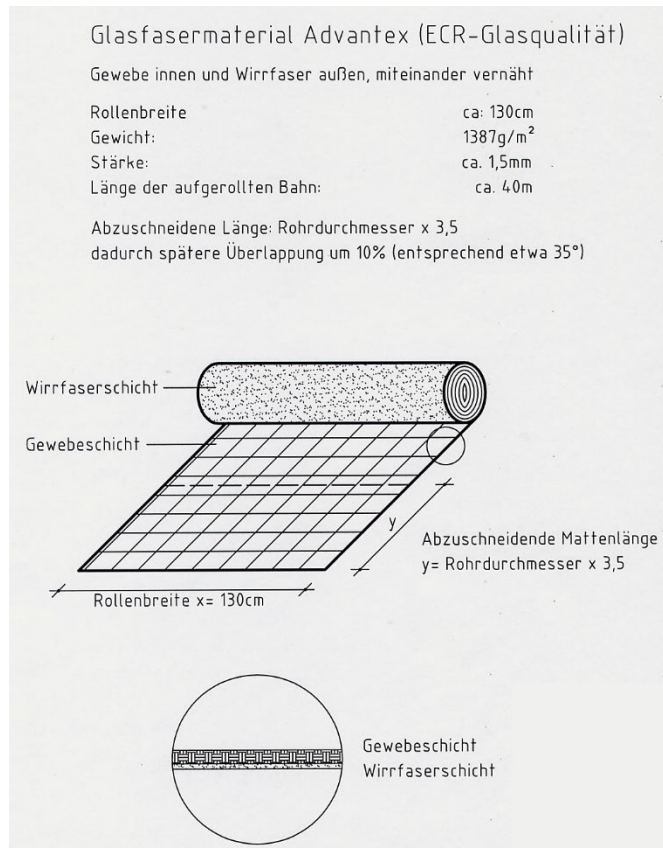 Glasfasermaterial Advantex (ECR-Glasqualität)
Gewebe innen und Wirrfaser außen, miteinander vernäht
Rollenbreite ca: 130cm
Gewicht: 1387g/m²
Stärke: ca. 1,5mm
Länge der aufgerollten Bahn: ca. 40m
Abzuschneidene Länge: Rohrdurchmesser x 3,5
dadurch spätere Überlappung um 10% (entsprechend etwa 35°)
Wirrfaserschicht
Gewebeschicht
y
Abzuschneidende Mattenlänge
y= Rohrdurchmesser x 3,5
Rollenbreite x= 130cm
Gewebeschicht
Wirrfaserschicht